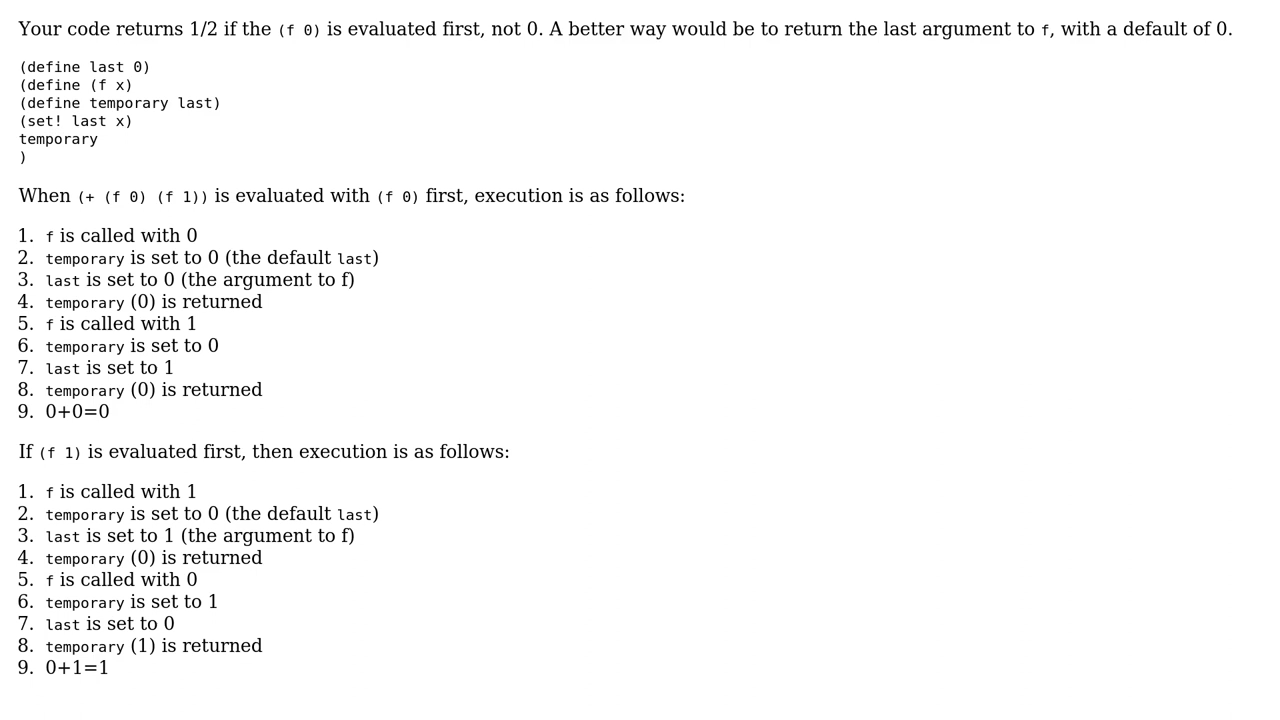 Your code returns 1/2 if the (f 0) is evaluated first, not 0. A better way would be to return the last argument to f, with a default of 0.
(define last 0)
(define (f x)
(define temporary last)
(set! last x)
temporary
)
When (+ (f 0) (f 1)) is evaluated with (f 0) first, execution is as follows:
1. f is called with 0
2. temporary is set to 0 (the default last)
3. last is set to 0 (the argument to f)
4. temporary (0) is returned
5. f is called with 1
6. temporary is set to 0
7. last is set to 1
8. temporary (0) is returned
9. 0+0=0
If (f 1) is evaluated first, then execution is as follows:
1. f is called with 1
2. temporary is set to 0 (the default last)
3. last is set to 1 (the argument to f)
4. temporary (0) is returned
5. f is called with 0
6. temporary is set to 1
7. last is set to 0
8. temporary (1) is returned
9. 0+1=1